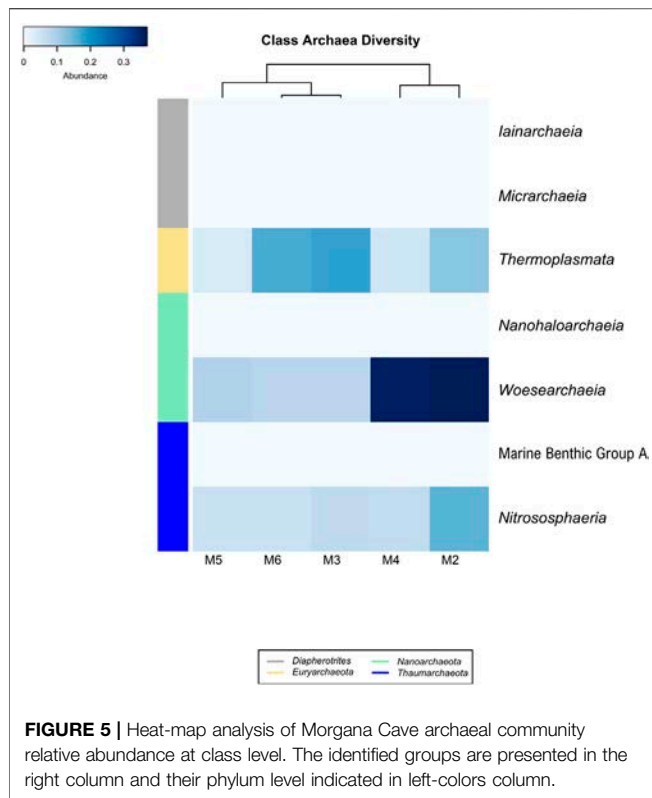 Class Archaea Diversity
0 0.1 0.2 0.3
Abundance
Iainarchaeia
Micrarchaeia
Thermoplasmata
Nanohaloarchaeia
Woesearchaeia
Marine Benthic Group A.
Nitrososphaeria
M5 M6 M3 M4 M2
Diapherotrites Nanoarchaeota
Euryarchaeota Thaumarchaeota
FIGURE 5 | Heat-map analysis of Morgana Cave archaeal community
relative abundance at class level. The identified groups are presented in the
right column and their phylum level indicated in left-colors column.